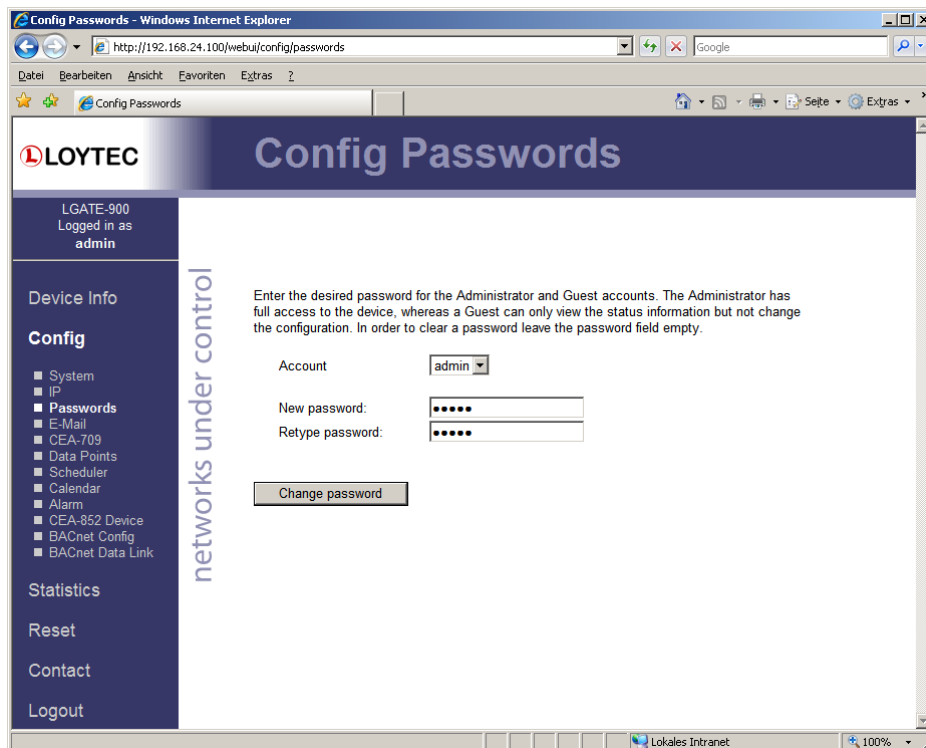 Config Passwords - Windows Internet Explorer
http://192.168.24.100/webui/config/passwords
Google
Datei Bearbeiten Ansicht Favoriten Extras ?
Config Passwords
Seite
Extras
LOYTEC
Config Passwords
LGATE-900
Logged in as
admin
Device Info
Config
System
IP
Passwords
E-Mail
CEA-709
Data Points
Scheduler
Calendar
Alarm
CEA-852 Device
BACnet Config
BACnet Data Link
Statistics
Reset
Contact
Logout
networks under control
Enter the desired password for the Administrator and Guest accounts. The Administrator has
full access to the device, whereas a Guest can only view the status information but not change
the configuration. In order to clear a password leave the password field empty.
Account admin
New password: •••••
Retype password: •••••
Change password
Lokales Intranet
100%